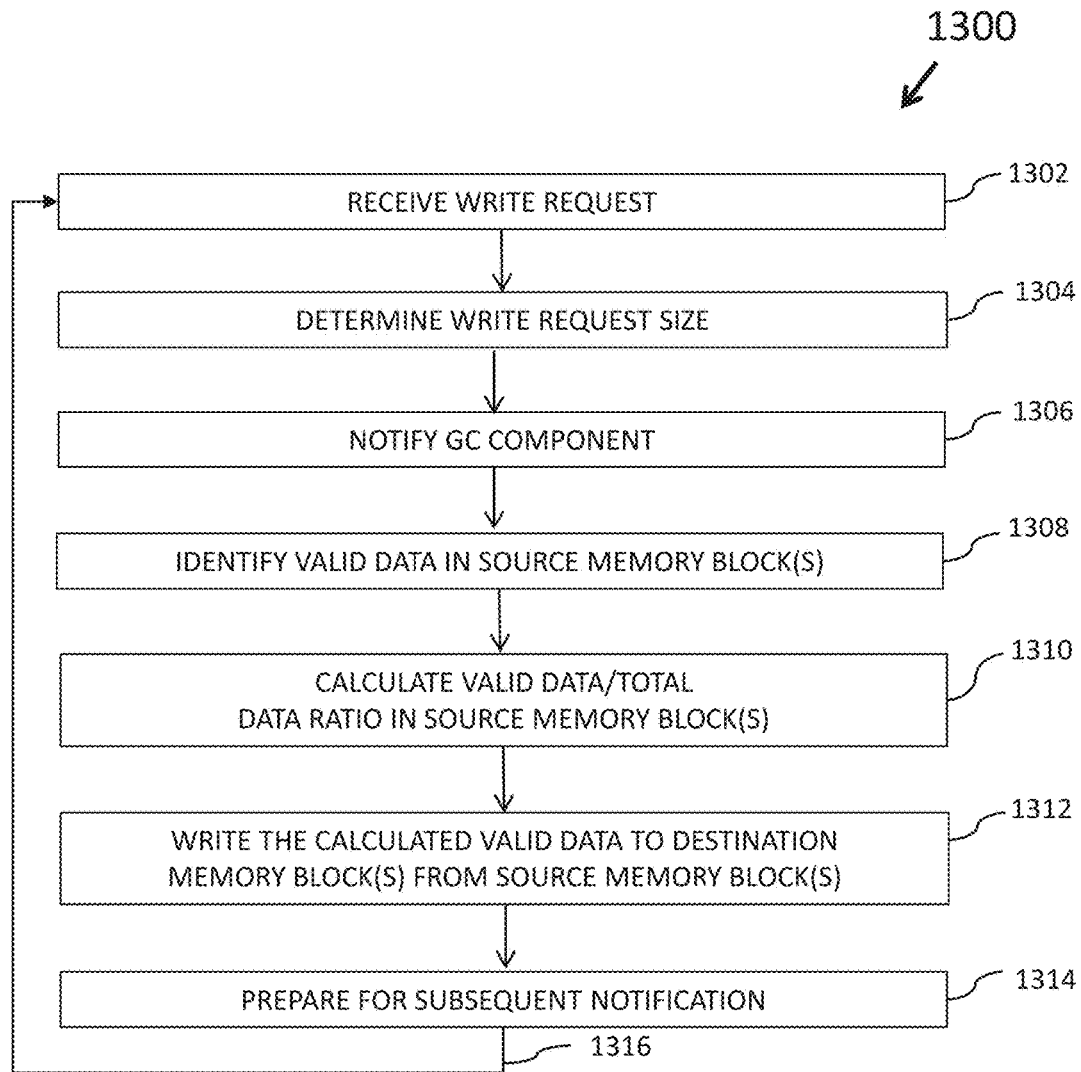 1300
RECEIVE WRITE REQUEST
1302
DETERMINE WRITE REQUEST SIZE
1304
NOTIFY GC COMPONENT
1306
IDENTIFY VALID DATA IN SOURCE MEMORY BLOCK(S)
1308
CALCULATE VALID DATA/TOTAL
DATA RATIO IN SOURCE MEMORY BLOCK(S)
1310
WRITE THE CALCULATED VALID DATA TO DESTINATION
MEMORY BLOCK(S) FROM SOURCE MEMORY BLOCK(S)
1312
PREPARE FOR SUBSEQUENT NOTIFICATION
1314
1316